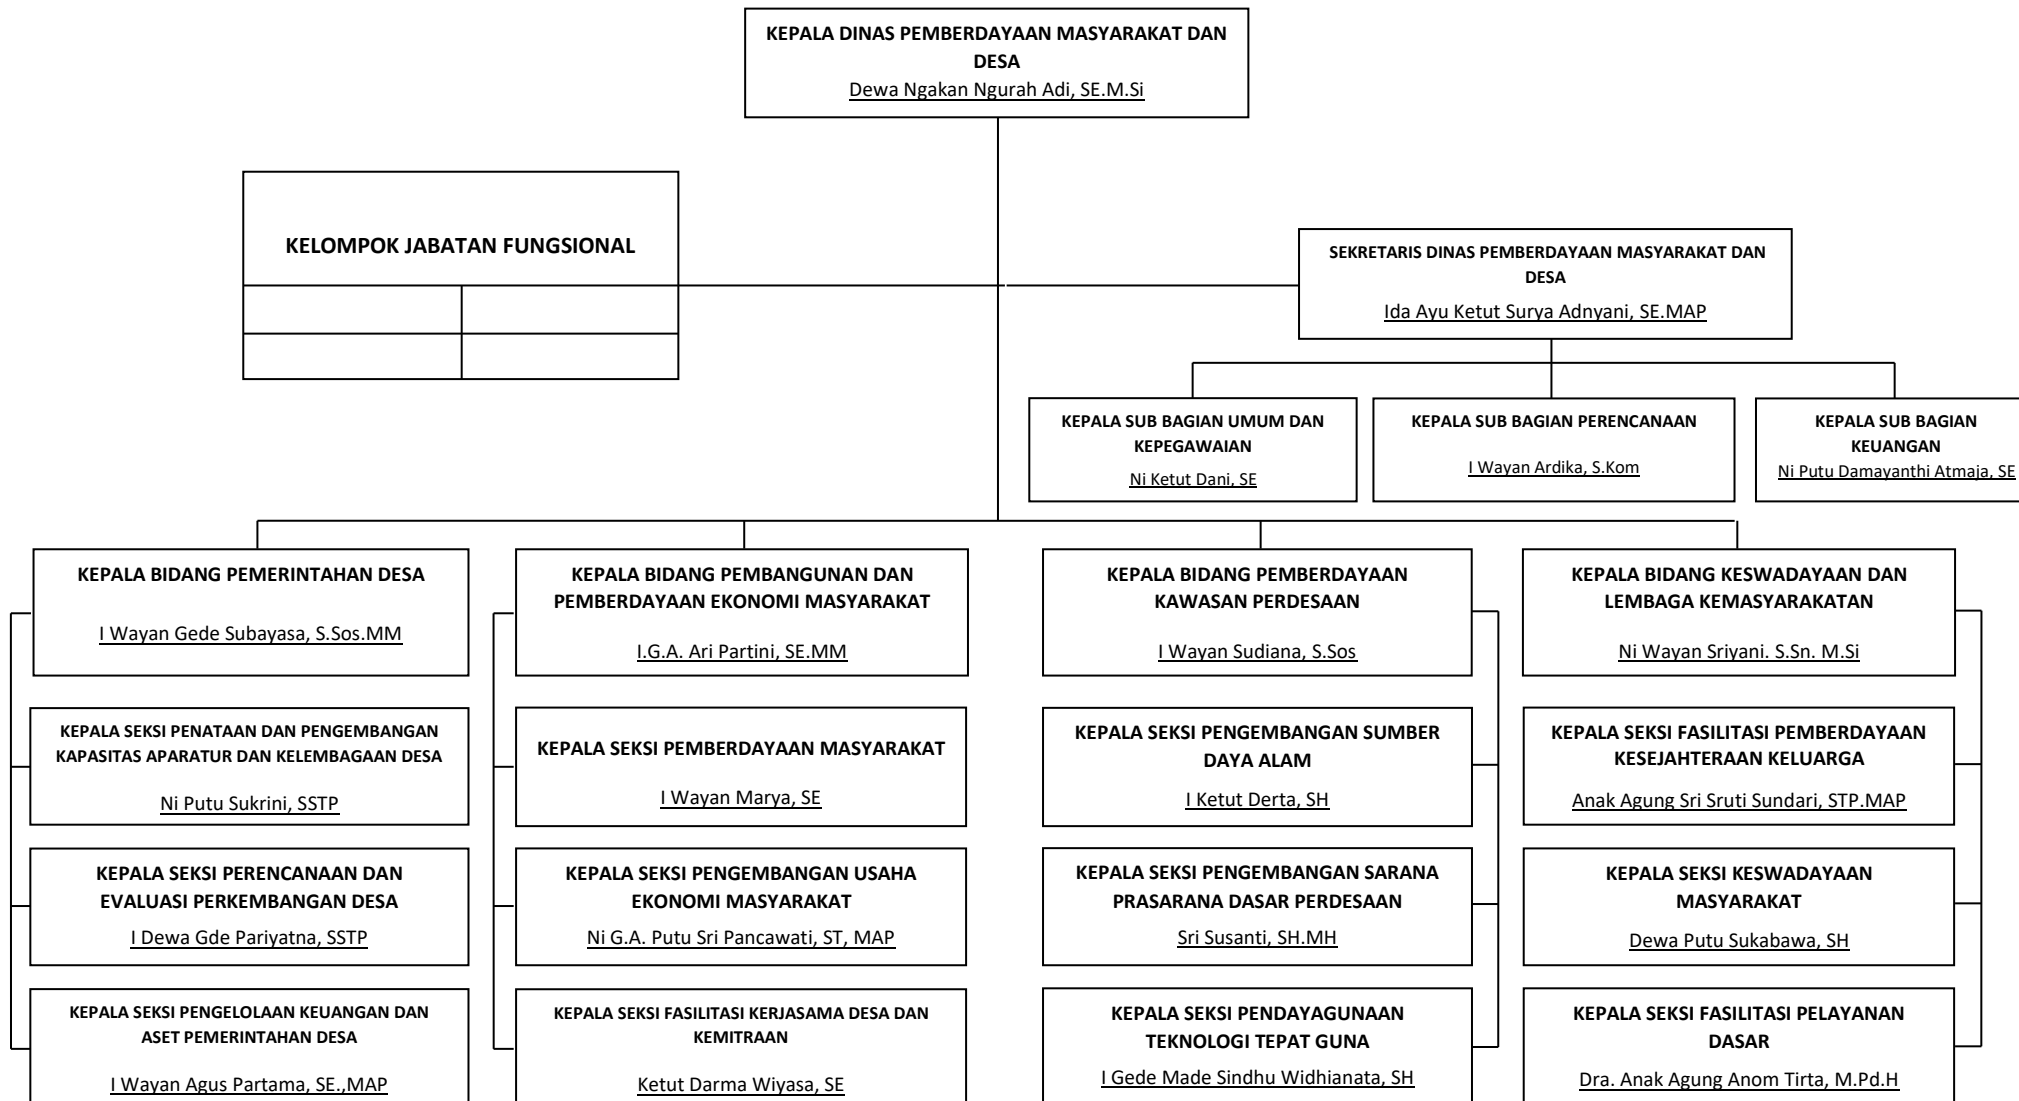 KEPALA DINAS PEMBERDAYAAN MASYARAKAT DAN
DESA
Dewa Ngakan Ngurah Adi, SE.M.Si
KELOMPOK JABATAN FUNGSIONAL
SEKRETARIS DINAS PEMBERDAYAAN MASYARAKAT DAN
DESA
Ida Ayu Ketut Surya Adnyani, SE.MAP
KEPALA SUB BAGIAN UMUM DAN
KEPEGAWAIAN
Ni Ketut Dani, SE
KEPALA SUB BAGIAN PERENCANAAN
I Wayan Ardika, S.Kom
KEPALA SUB BAGIAN
KEUANGAN
Ni Putu Damayanthi Atmaja, SE
KEPALA BIDANG PEMERINTAHAN DESA
I Wayan Gede Subayasa, S.Sos.MM
KEPALA SEKSI PENATAAN DAN PENGEMBANGAN
KAPASITAS APARATUR DAN KELEMBAGAAN DESA
Ni Putu Sukrini, SSTP
KEPALA SEKSI PERENCANAAN DAN
EVALUASI PERKEMBANGAN DESA
I Dewa Gde Pariyatna, SSTP
KEPALA SEKSI PENGELOLAAN KEUANGAN DAN
ASET PEMERINTAHAN DESA
I Wayan Agus Partama, SE.,MAP
KEPALA BIDANG PEMBANGUNAN DAN
PEMBERDAYAAN EKONOMI MASYARAKAT
I.G.A. Ari Partini, SE.MM
KEPALA SEKSI PEMBERDAYAAN MASYARAKAT
I Wayan Marya, SE
KEPALA SEKSI PENGEMBANGAN USAHA
EKONOMI MASYARAKAT
Ni G.A. Putu Sri Pancawati, ST, MAP
KEPALA SEKSI FASILITASI KERJASAMA DESA DAN
KEMITRAAN
Ketut Darma Wiyasa, SE
KEPALA BIDANG PEMBERDAYAAN
KAWASAN PERDESAAN
I Wayan Sudiana, S.Sos
KEPALA SEKSI PENGEMBANGAN SUMBER
DAYA ALAM
I Ketut Derta, SH
KEPALA SEKSI PENGEMBANGAN SARANA
PRASARANA DASAR PERDESAAN
Sri Susanti, SH.MH
KEPALA SEKSI PENDAYAGUNAAN
TEKNOLOGI TEPAT GUNA
I Gede Made Sindhu Widhianata, SH
KEPALA BIDANG KESWADAYAAN DAN
LEMBAGA KEMASYARAKATAN
Ni Wayan Sriyani. S.Sn. M.Si
KEPALA SEKSI FASILITASI PEMBERDAYAAN
KESEJAHTERAAN KELUARGA
Anak Agung Sri Sruti Sundari, STP.MAP
KEPALA SEKSI KESWADAYAAN
MASYARAKAT
Dewa Putu Sukabawa, SH
KEPALA SEKSI FASILITASI PELAYANAN
DASAR
Dra. Anak Agung Anom Tirta, M.Pd.H